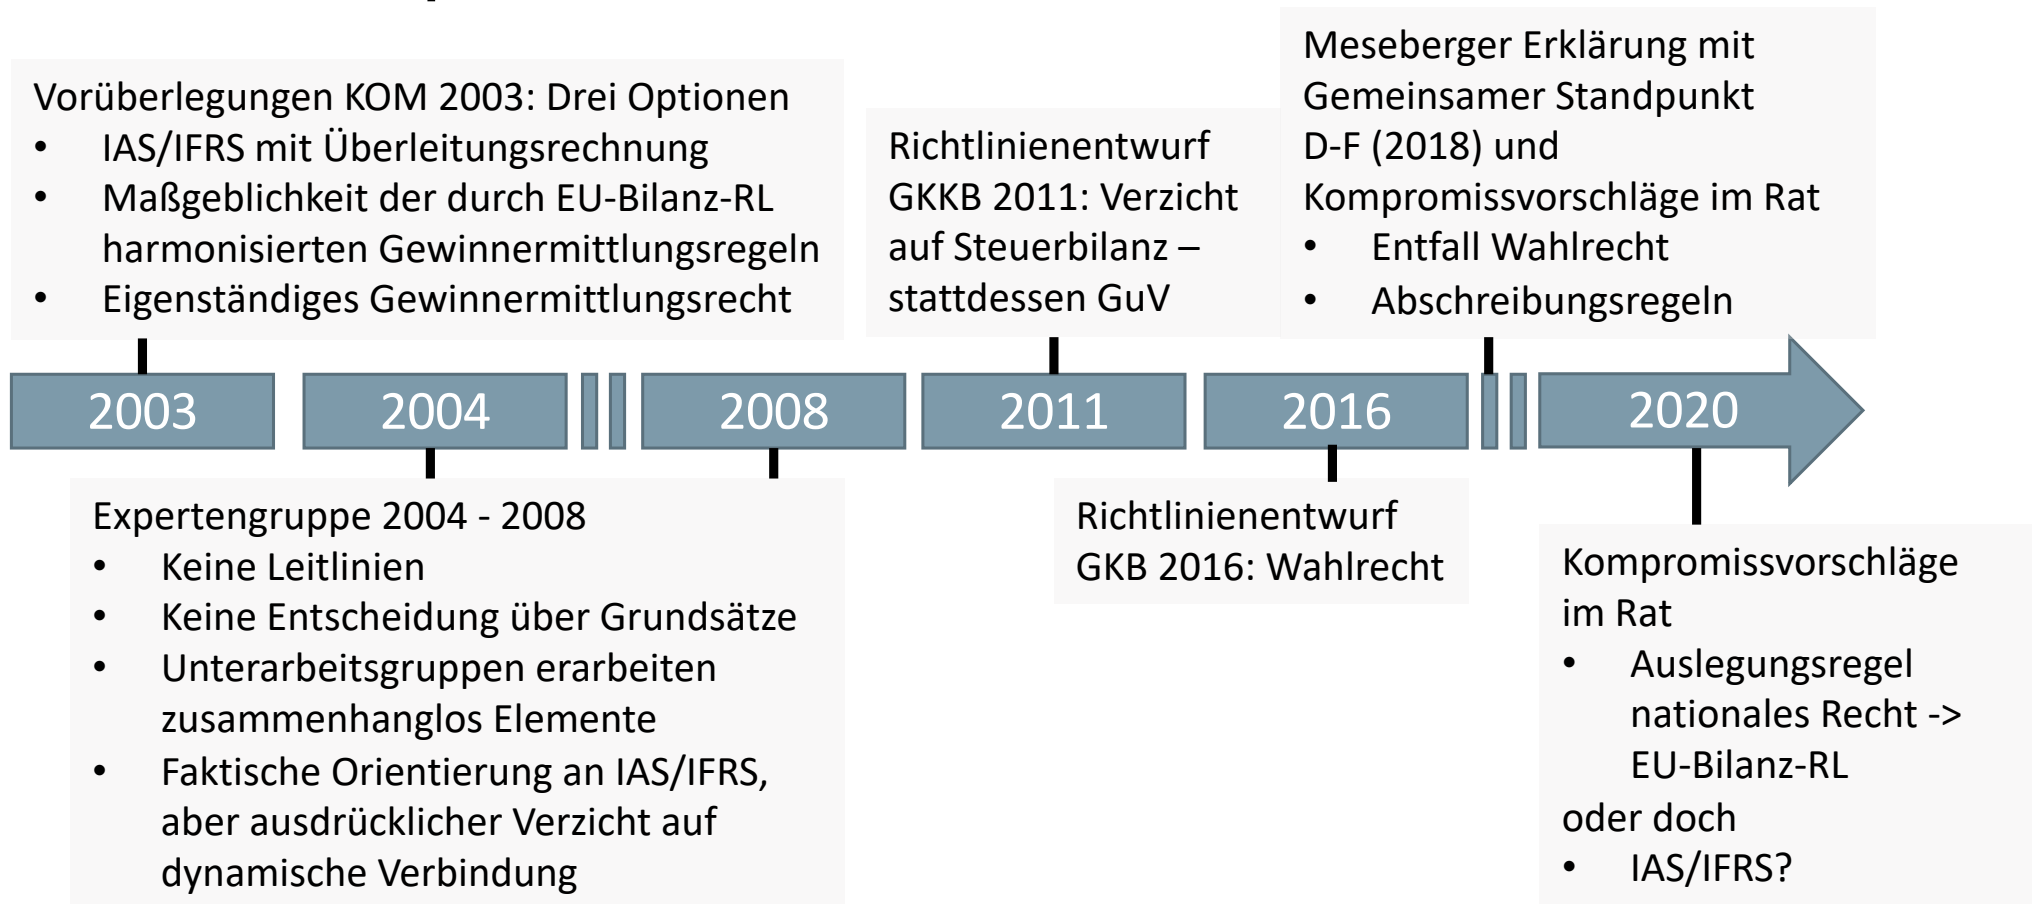 Vorüberlegungen KOM 2003: Drei Optionen
• IAS/IFRS mit Überleitungsrechnung
• Maßgeblichkeit der durch EU-Bilanz-RL
harmonisierten Gewinnermittlungsregeln
• Eigenständiges Gewinnermittlungsrecht
Richtlinienentwurf
GKKB 2011: Verzicht
auf Steuerbilanz –
stattdessen GuV
Meseberger Erklärung mit
Gemeinsamer Standpunkt
D-F (2018) und
Kompromissvorschläge im Rat
• Entfall Wahlrecht
• Abschreibungsregeln
2003
2004
2008
2011
2016
2020
Expertengruppe 2004 - 2008
• Keine Leitlinien
• Keine Entscheidung über Grundsätze
• Unterarbeitsgruppen erarbeiten
zusammenhanglos Elemente
• Faktische Orientierung an IAS/IFRS,
aber ausdrücklicher Verzicht auf
dynamische Verbindung
Richtlinienentwurf
GKB 2016: Wahlrecht
Kompromissvorschläge
im Rat
• Auslegungsregel
nationales Recht ->
EU-Bilanz-RL
oder doch
• IAS/IFRS?